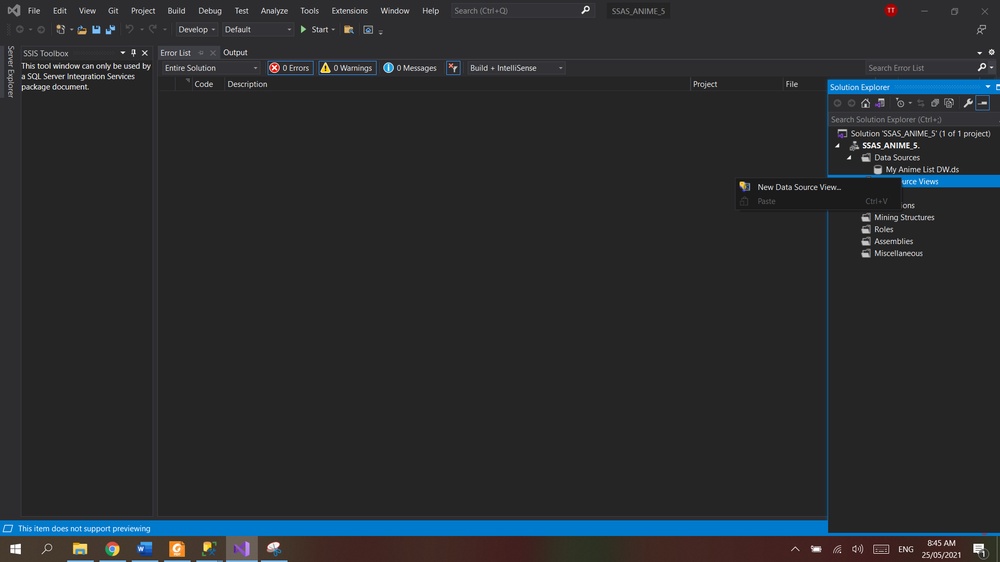 File Edit View Git Project Build Debug Test Analyze Tools Extensions Window Help Search (Ctrl+Q) SSAS_ANIME_5 TT
Develop Default Start
Server Explorer
SSIS Toolbox
This tool window can only be used by
a SQL Server Integration Services
package document.
Error List Output
Entire Solution 0 Errors 0 Warnings 0 Messages Build + IntelliSense Search Error List
Code Description Project File
Solution Explorer
Search Solution Explorer (Ctrl+;)
Solution 'SSAS_ANIME_5' (1 of 1 project)
SSAS_ANIME_5.
Data Sources
My Anime List DW.ds
Views
New Data Source View...
Paste Ctrl+V
Mining Structures
Roles
Assemblies
Miscellaneous
This item does not support previewing
W PDF ENG 8:45 AM
25/05/2021 1